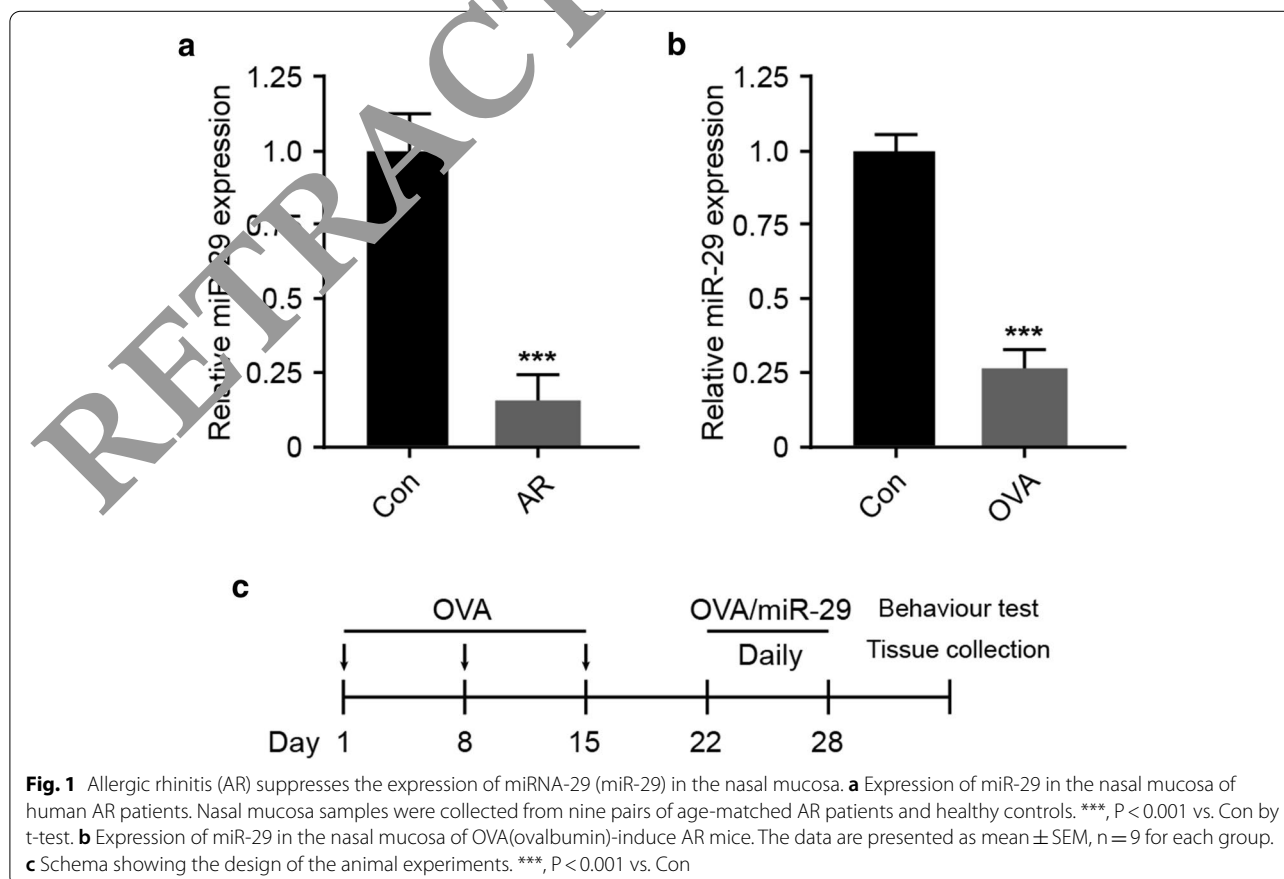 RETRACT
a
1.25
1.0
0.5
0.25
0
Relative miR-29 expression
***
Con
AR
b
1.25
1.0
0.75
0.5
0.25
0
Relative miR-29 expression
***
Con
OVA
c
OVA
OVA/miR-29
Behaviour test
Daily
Tissue collection
Day 1 8 15 22 28
Fig. 1 Allergic rhinitis (AR) suppresses the expression of miRNA-29 (miR-29) in the nasal mucosa. a Expression of miR-29 in the nasal mucosa of
human AR patients. Nasal mucosa samples were collected from nine pairs of age-matched AR patients and healthy controls. ***, P < 0.001 vs. Con by
t-test. b Expression of miR-29 in the nasal mucosa of OVA(ovalbumin)-induce AR mice. The data are presented as mean ± SEM, n = 9 for each group.
c Schema showing the design of the animal experiments. ***, P < 0.001 vs. Con